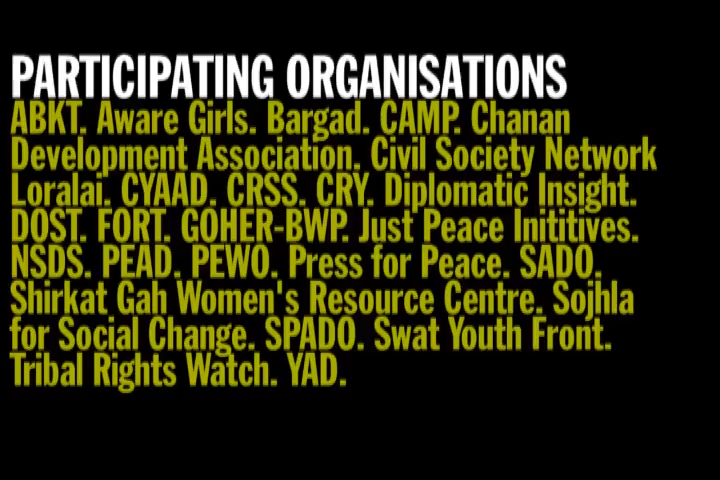 PARTICIPATING ORGANISATIONS
ABKT. Aware Girls. Bargad. CAMP. Chanan
Development Association. Civil Society Network
Loralai. CYAAD. CRSS. CRY. Diplomatic Insight.
DOST. FORT. GOHER-BWP. Just Peace Inititives.
NSDS. PEAD. PEWO. Press for Peace. SADO.
Shirkat Gah Women's Resource Centre. Sojhla
for Social Change. SPADO. Swat Youth Front.
Tribal Rights Watch. YAD.